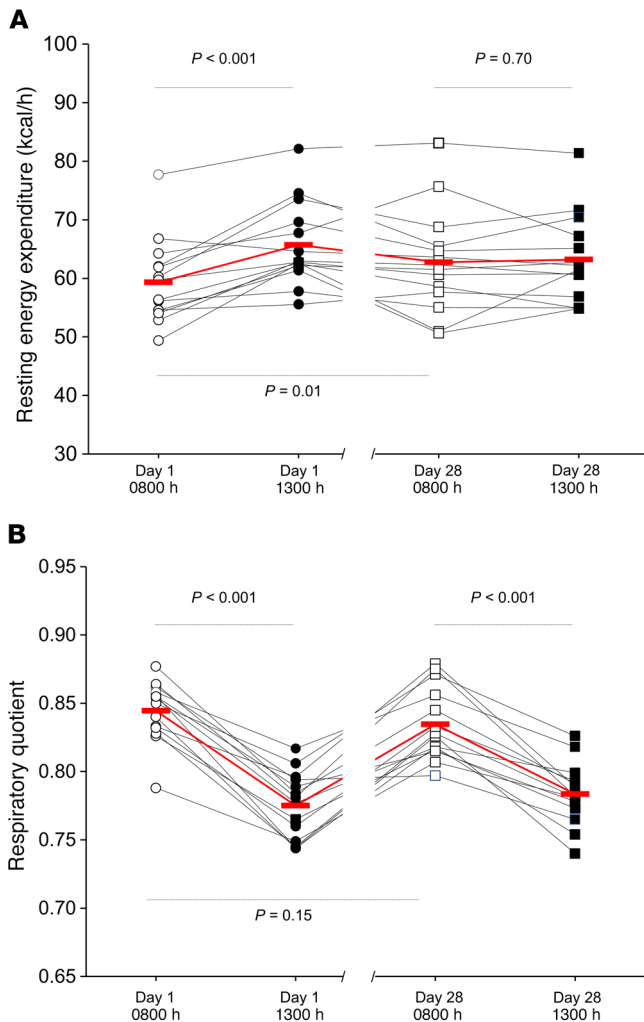 A
100
P < 0.001
P = 0.70
90
80
70
60
50
40
30
Resting energy expenditure (kcal/h)
P = 0.01
Day 1
0800 h
Day 1
1300 h
Day 28
0800 h
Day 28
1300 h
B
0.95
P < 0.001
P < 0.001
0.90
0.85
0.80
0.75
0.70
0.65
Respiratory quotient
P = 0.15
Day 1
0800 h
Day 1
1300 h
Day 28
0800 h
Day 28
1300 h